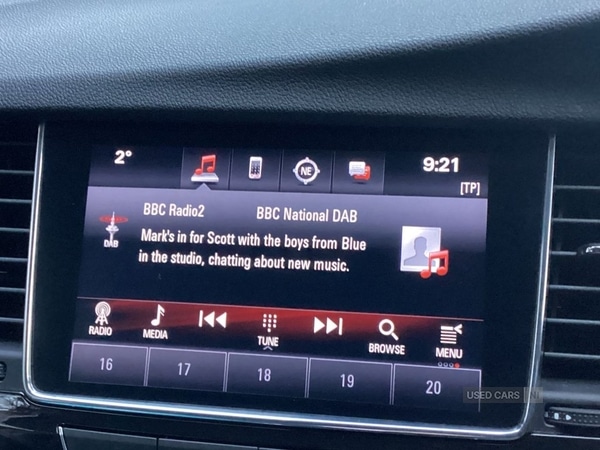 2°
NE
9:21
[TP]
BBC Radio2
BBC National DAB
DAB
Mark's in for Scott with the boys from Blue
in the studio, chatting about new music.
RADIO
MEDIA
TUNE
BROWSE
MENU
16
17
18
19
20
USED CARS NI